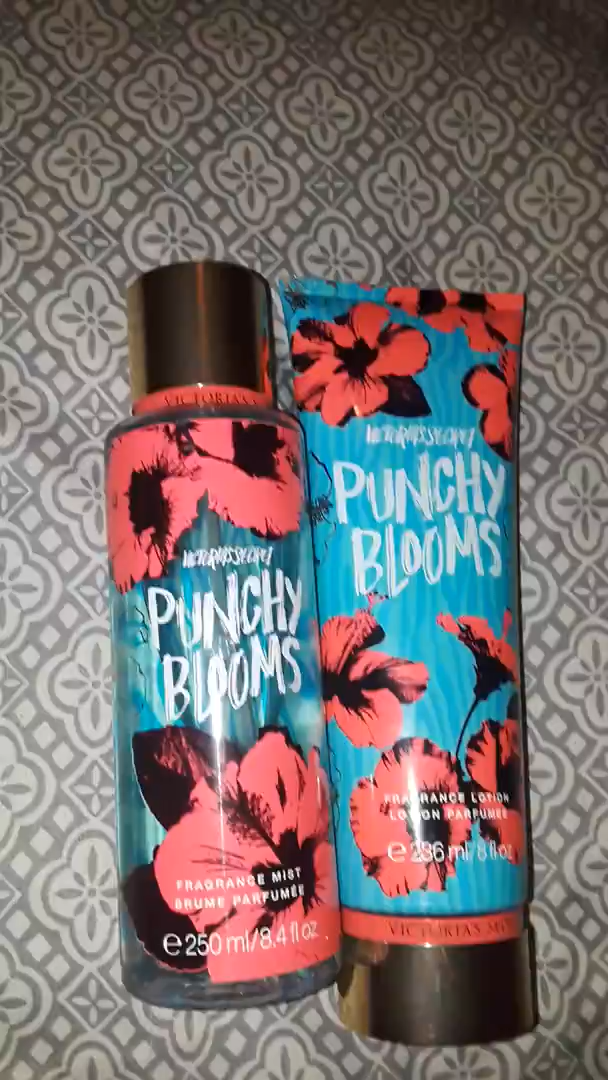 VICTORIA'S
VICTORIA'S SECRET
PUNCHY
BLOOMS
FRAGRANCE MIST
BRUME PARFUMÉE
e 250 ml/8.4 fl oz
VICTORIA'S SECRET
PUNCHY
BLOOMS
FRAGRANCE LOTION
LOTION PARFUMÉE
e 236 ml/8 fl oz
VICTORIA'S